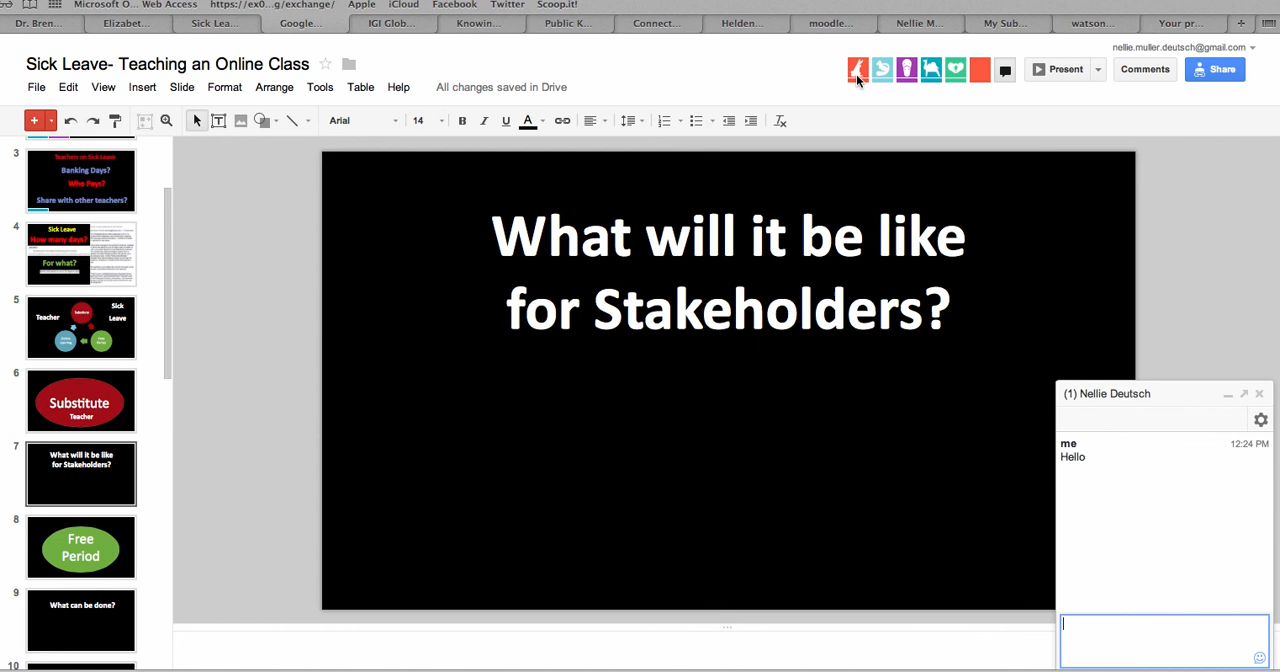 Microsoft O... Web Access https://ex0...g/exchange/ Apple iCloud Facebook Twitter Scoop.it!
Dr. Bren... Elizabet... Sick Lea... Google... IGI Glob... Knowin... Public K... Connect... Helden... moodle... Nellie M... My Sub... watson... Your pr...
nellie.muller.deutsch@gmail.com
Sick Leave- Teaching an Online Class
Present Comments Share
File Edit View Insert Slide Format Arrange Tools Table Help All changes saved in Drive
Arial 14 B I U A
3
Teachers on Sick Leave
Banking Days?
Who Pays?
Share with other teachers?
4
Sick Leave
How many days?
For what?
5
Sick
Leave
Teacher
Substitute
Free
Period
6
Substitute
Teacher
7
What will it be like
for Stakeholders?
8
Free
Period
9
What can be done?
10
What will it be like
for Stakeholders?
(1) Nellie Deutsch
me 12:24 PM
Hello